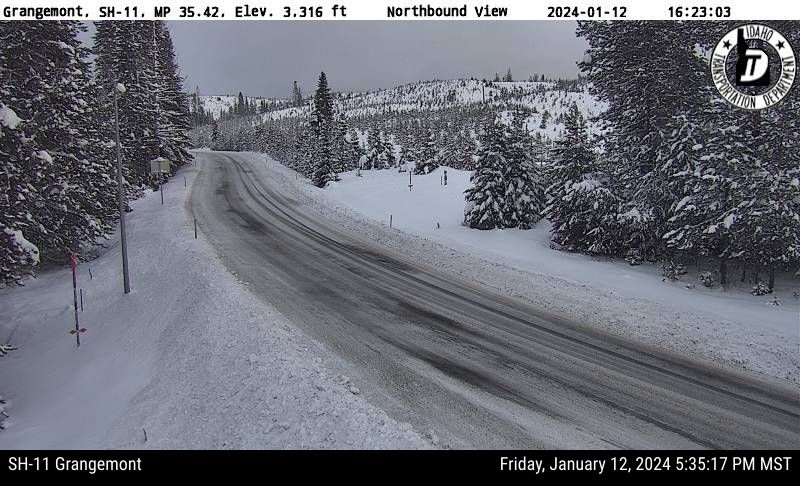 Grangemont, SH-11, MP 35.42, Elev. 3,316 ft Northbound View 2024-01-12 16:23:03
IDAHO
TRANSPORTATION DEPARTMENT
SH-11 Grangemont Friday, January 12, 2024 5:35:17 PM MST